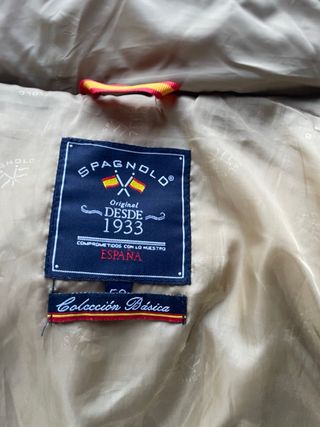 SPAGNOLO®
Original
DESDE
1933
COMPROMETIDOS CON LO NUESTRO
ESPAÑA
Colección Básica